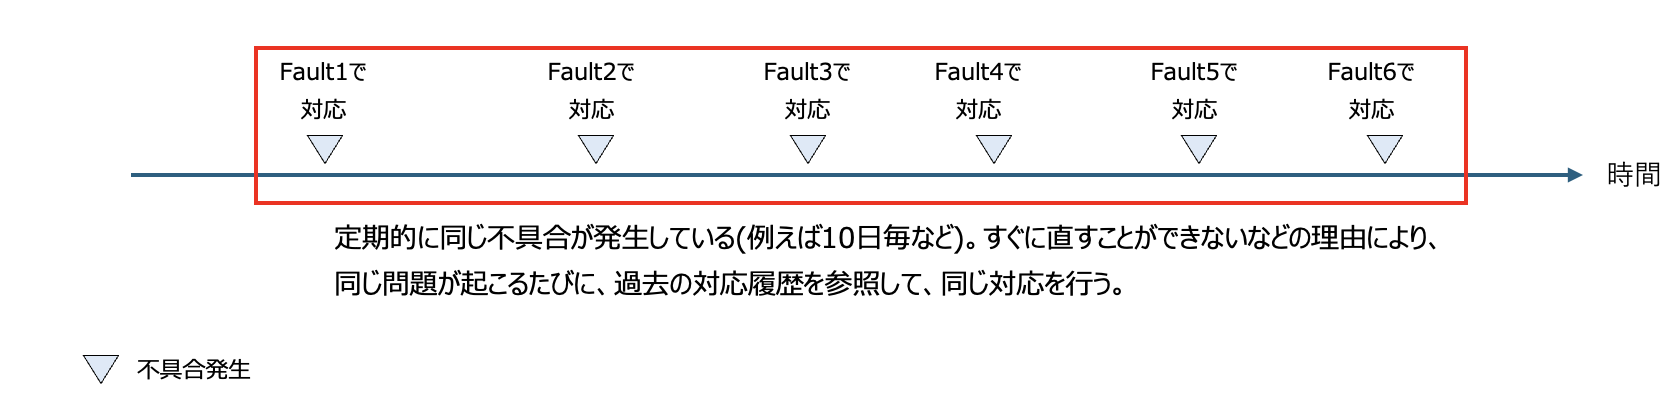 Fault1で
対応
Fault2で
対応
Fault3で
対応
Fault4で
対応
Fault5で
対応
Fault6で
対応
時間
定期的に同じ不具合が発生している(例えば10日毎など)。すぐに直すことができないなどの理由により、
同じ問題が起こるたびに、過去の対応履歴を参照して、同じ対応を行う。
不具合発生